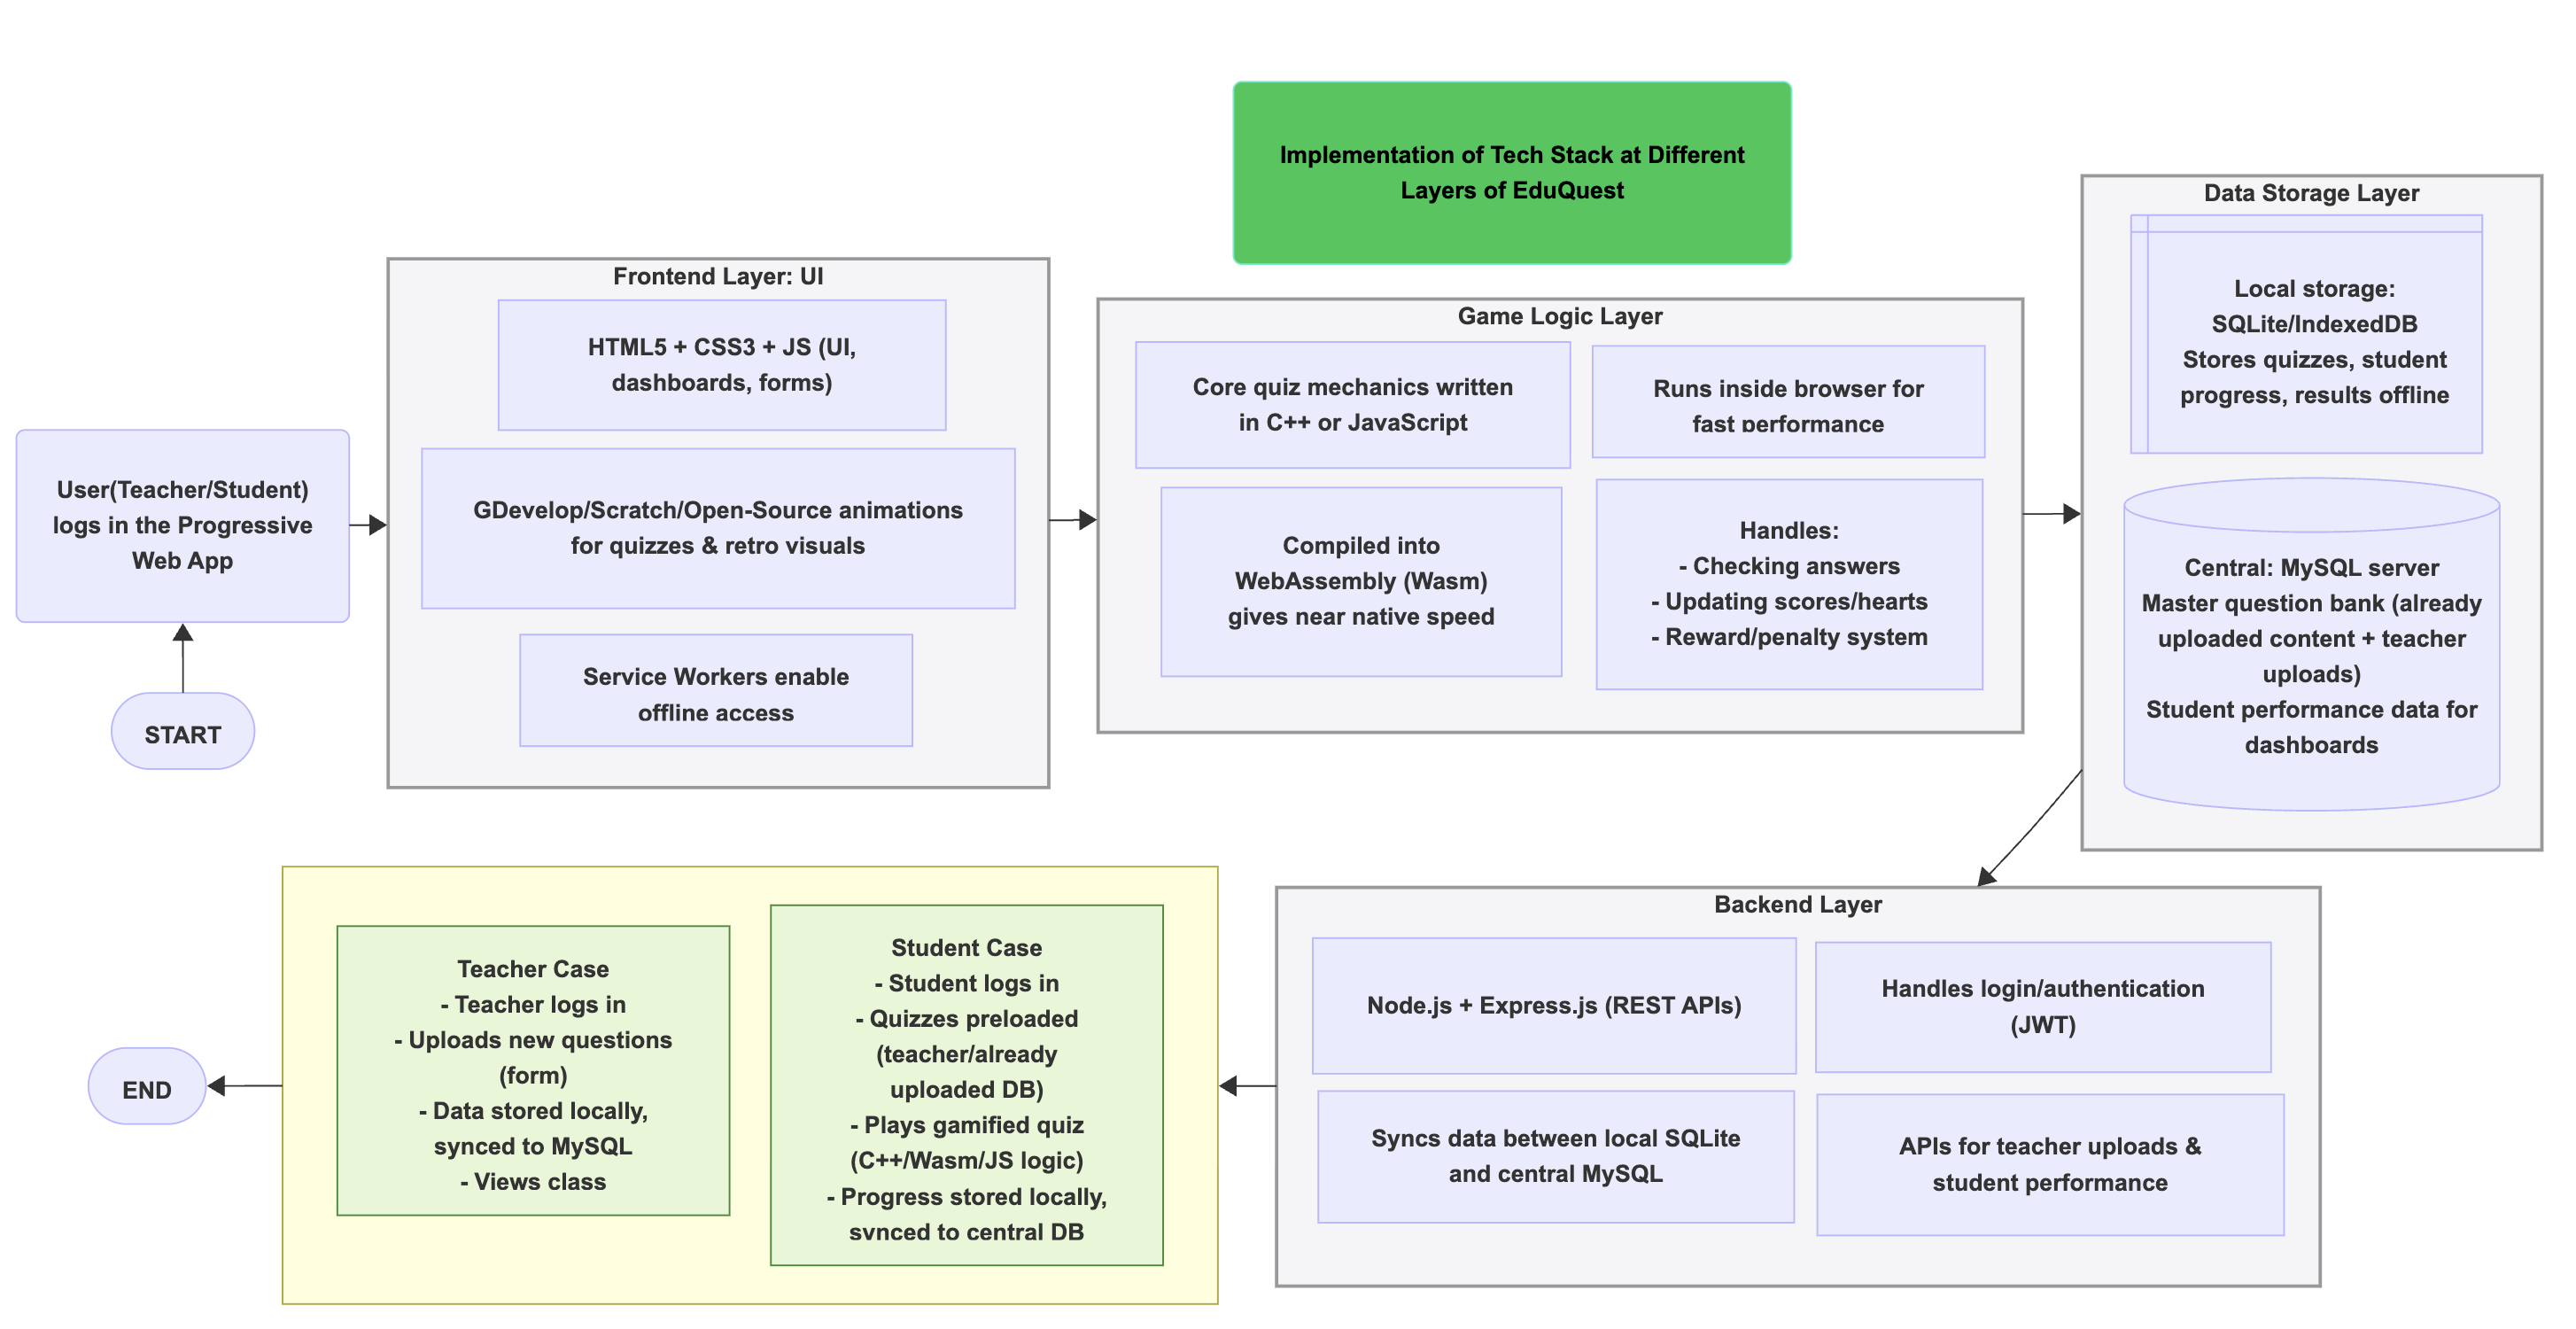 Implementation of Tech Stack at Different
Layers of EduQuest
START
User(Teacher/Student)
logs in the Progressive
Web App
Frontend Layer: UI
HTML5 + CSS3 + JS (UI,
dashboards, forms)
GDevelop/Scratch/Open-Source animations
for quizzes & retro visuals
Service Workers enable
offline access
Game Logic Layer
Core quiz mechanics written
in C++ or JavaScript
Runs inside browser for
fast performance
Compiled into
WebAssembly (Wasm)
gives near native speed
Handles:
- Checking answers
- Updating scores/hearts
- Reward/penalty system
Data Storage Layer
Local storage:
SQLite/IndexedDB
Stores quizzes, student
progress, results offline
Central: MySQL server
Master question bank (already
uploaded content + teacher
uploads)
Student performance data for
dashboards
Backend Layer
Node.js + Express.js (REST APIs)
Handles login/authentication
(JWT)
Syncs data between local SQLite
and central MySQL
APIs for teacher uploads &
student performance
Student Case
- Student logs in
- Quizzes preloaded
(teacher/already
uploaded DB)
- Plays gamified quiz
(C++/Wasm/JS logic)
- Progress stored locally,
synced to central DB
Teacher Case
- Teacher logs in
- Uploads new questions
(form)
- Data stored locally,
synced to MySQL
- Views class
END